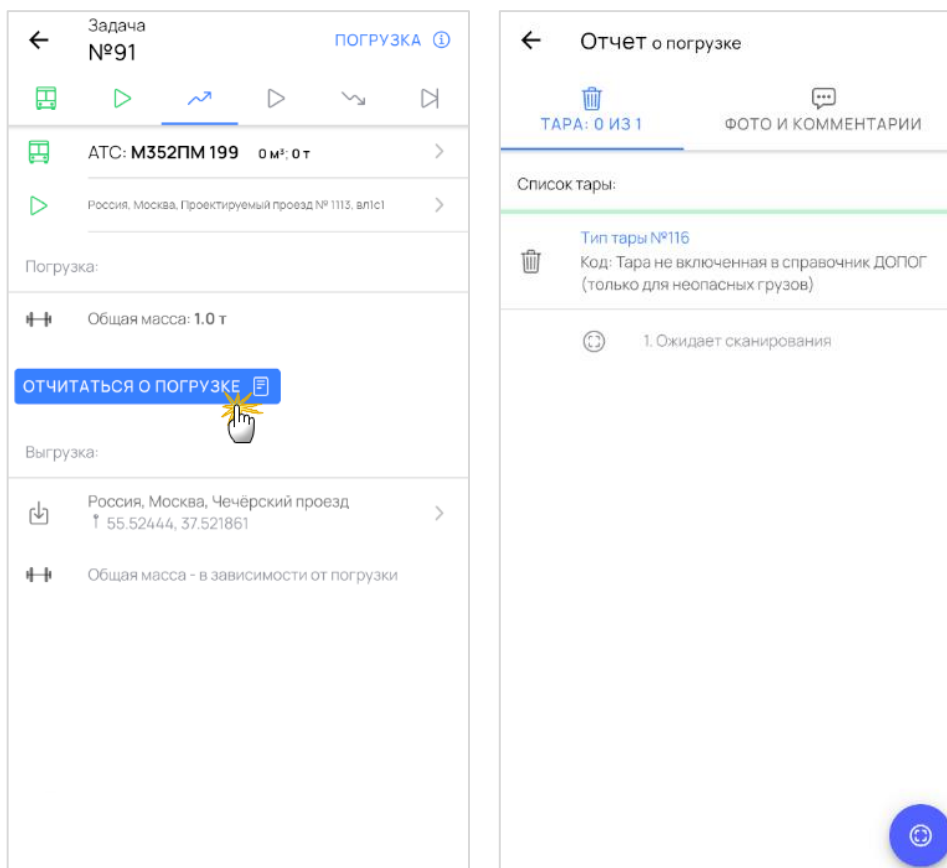 Задача
№91
ПОГРУЗКА
АТС: М352ПМ 199 0 м³; 0 т
Россия, Москва, Проектируемый проезд № 1113, вл1с1
Погрузка:
Общая масса: 1.0 т
ОТЧИТАТЬСЯ О ПОГРУЗКЕ
Выгрузка:
Россия, Москва, Чечёрский проезд
55.52444, 37.521861
Общая масса - в зависимости от погрузки
Отчет о погрузке
ТАРА: 0 ИЗ 1
ФОТО И КОММЕНТАРИИ
Список тары:
Тип тары №116
Код: Тара не включенная в справочник ДОПОГ
(только для неопасных грузов)
1. Ожидает сканирования